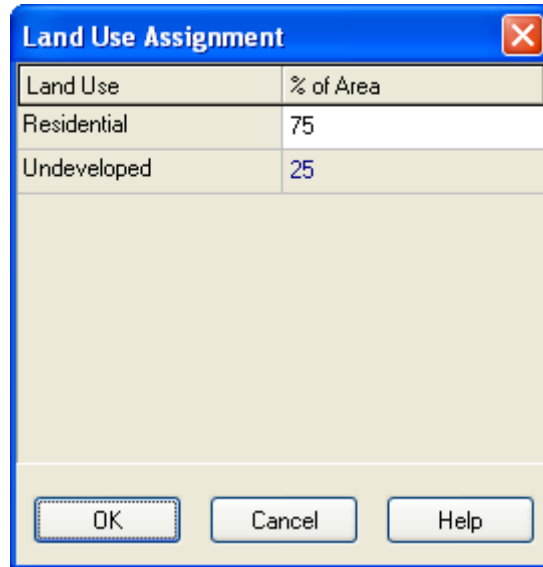 Land Use Assignment
Land Use % of Area
Residential 75
Undeveloped 25
OK Cancel Help